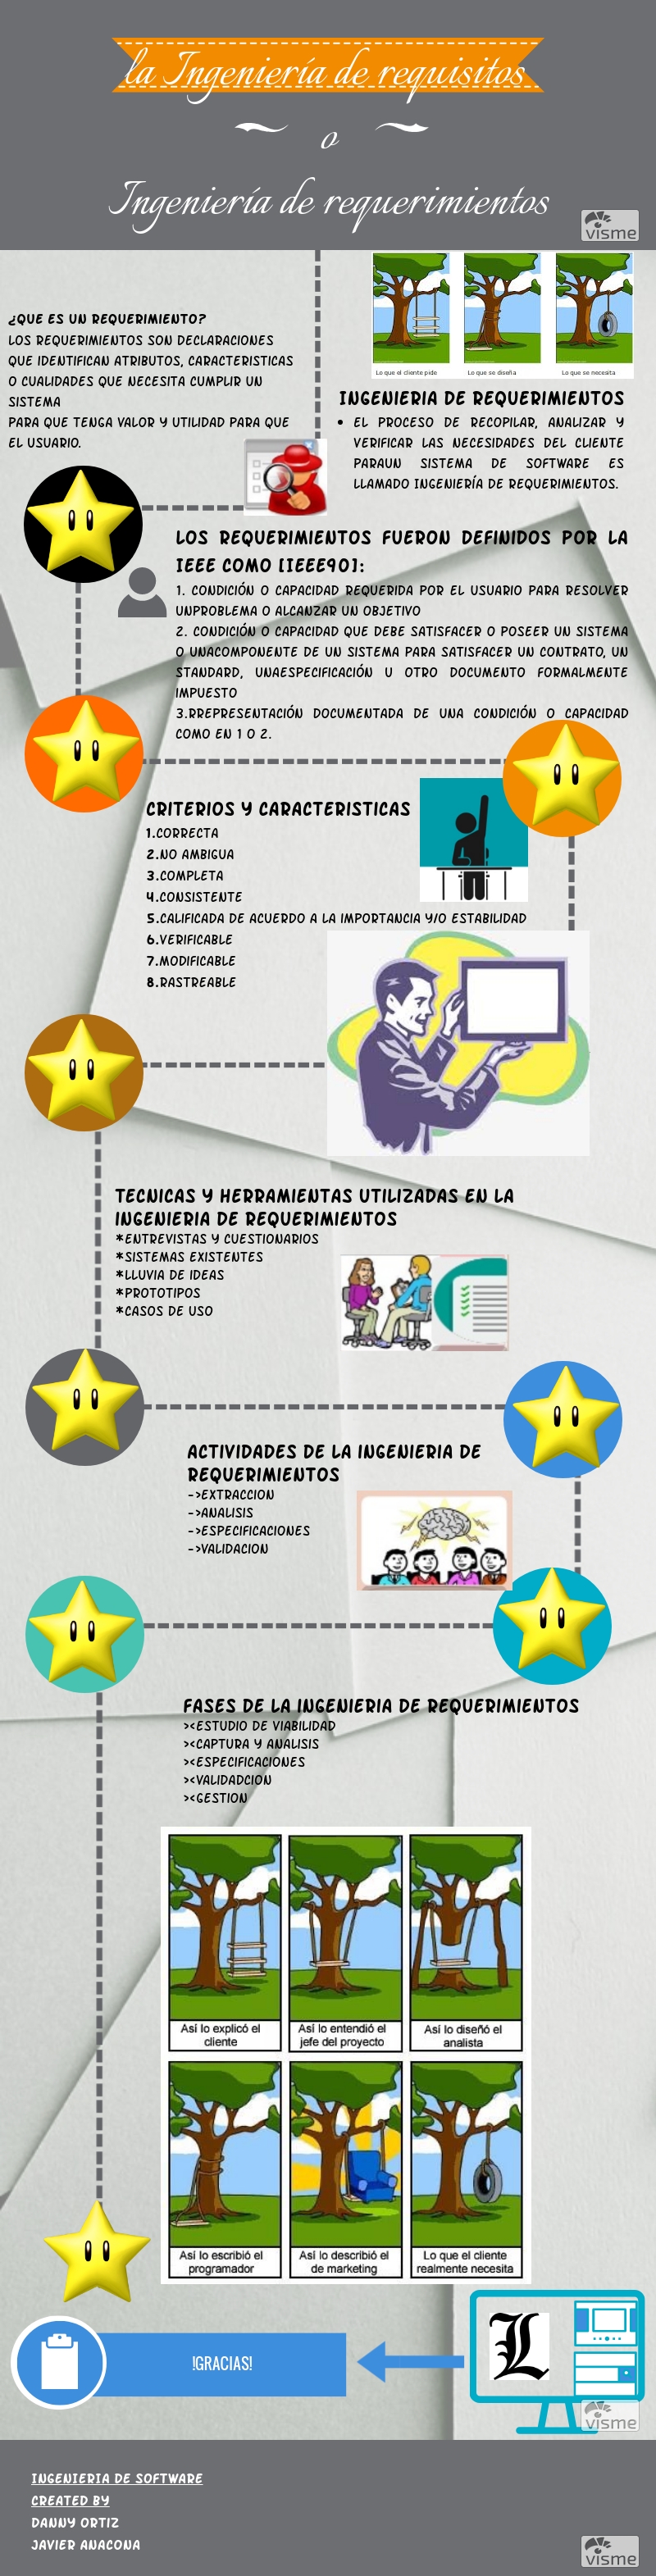 la Ingeniería de requisitos
o
Ingeniería de requerimientos
visme
¿QUE ES UN REQUERIMIENTO?
LOS REQUERIMIENTOS SON DECLARACIONES
QUE IDENTIFICAN ATRIBUTOS, CARACTERISTICAS
O CUALIDADES QUE NECESITA CUMPLIR UN
SISTEMA
PARA QUE TENGA VALOR Y UTILIDAD PARA QUE
EL USUARIO.
Lo que el cliente pide
Lo que se diseña
Lo que se necesita
INGENIERIA DE REQUERIMIENTOS
• EL PROCESO DE RECOPILAR, ANALIZAR Y
VERIFICAR LAS NECESIDADES DEL CLIENTE
PARAUN SISTEMA DE SOFTWARE ES
LLAMADO INGENIERÍA DE REQUERIMIENTOS.
LOS REQUERIMIENTOS FUERON DEFINIDOS POR LA
IEEE COMO [IEEE90]:
1. CONDICIÓN O CAPACIDAD REQUERIDA POR EL USUARIO PARA RESOLVER
UNPROBLEMA O ALCANZAR UN OBJETIVO
2. CONDICIÓN O CAPACIDAD QUE DEBE SATISFACER O POSEER UN SISTEMA
O UNACOMPONENTE DE UN SISTEMA PARA SATISFACER UN CONTRATO, UN
STANDARD, UNAESPECIFICACIÓN U OTRO DOCUMENTO FORMALMENTE
IMPUESTO
3.RREPRESENTACIÓN DOCUMENTADA DE UNA CONDICIÓN O CAPACIDAD
COMO EN 1 O 2.
CRITERIOS Y CARACTERISTICAS
1.CORRECTA
2.NO AMBIGUA
3.COMPLETA
4.CONSISTENTE
5.CALIFICADA DE ACUERDO A LA IMPORTANCIA Y/O ESTABILIDAD
6.VERIFICABLE
7.MODIFICABLE
8.RASTREABLE
TECNICAS Y HERRAMIENTAS UTILIZADAS EN LA
INGENIERIA DE REQUERIMIENTOS
*ENTREVISTAS Y CUESTIONARIOS
*SISTEMAS EXISTENTES
*LLUVIA DE IDEAS
*PROTOTIPOS
*CASOS DE USO
ACTIVIDADES DE LA INGENIERIA DE
REQUERIMIENTOS
->EXTRACCION
->ANALISIS
->ESPECIFICACIONES
->VALIDACION
FASES DE LA INGENIERIA DE REQUERIMIENTOS
><ESTUDIO DE VIABILIDAD
><CAPTURA Y ANALISIS
><ESPECIFICACIONES
><VALIDADCION
><GESTION
Así lo explicó el
cliente
Así lo entendió el
jefe del proyecto
Así lo diseñó el
analista
Así lo escribió el
programador
Así lo describió el
de marketing
Lo que el cliente
realmente necesita
!GRACIAS!
L
visme
INGENIERIA DE SOFTWARE
CREATED BY
DANNY ORTIZ
JAVIER ANACONA
visme